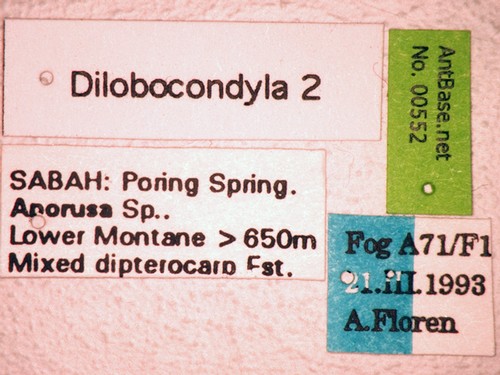 Dilobocondyla 2
AntBase.net
No. 00552
SABAH: Poring Spring.
Aporusa Sp..
Lower Montane > 650m
Mixed dipterocarp Fst.
Fog A71/F1
21.III.1993
A.Floren